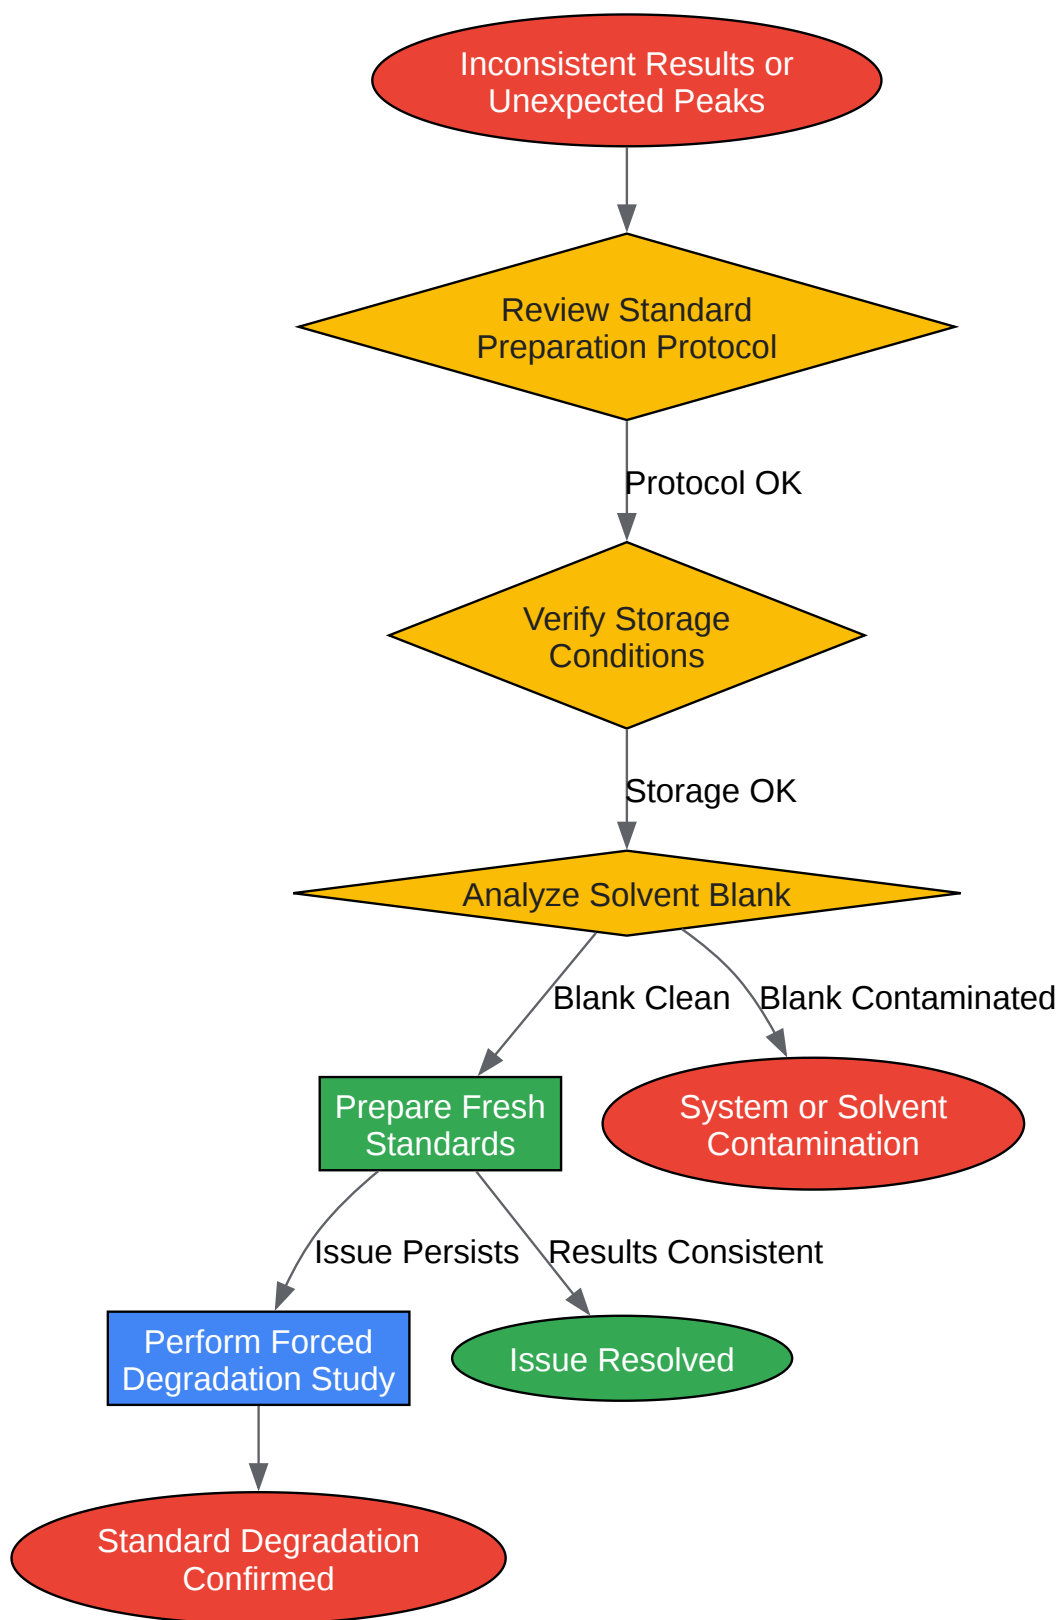 Inconsistent Results or
Unexpected Peaks
Review Standard
Preparation Protocol
Protocol OK
Verify Storage
Conditions
Storage OK
Analyze Solvent Blank
Blank Clean
Blank Contaminated
Prepare Fresh
Standards
System or Solvent
Contamination
Issue Persists
Results Consistent
Perform Forced
Degradation Study
Issue Resolved
Standard Degradation
Confirmed